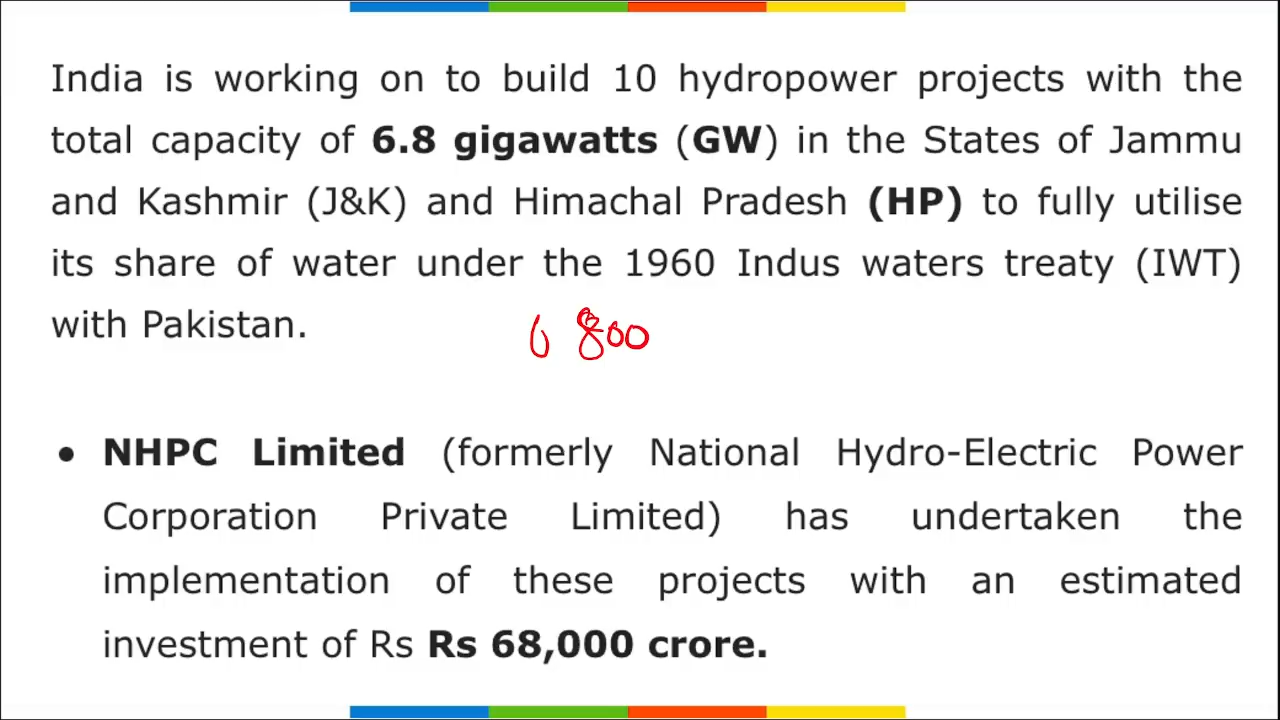 India is working on to build 10 hydropower projects with the
total capacity of 6.8 gigawatts (GW) in the States of Jammu
and Kashmir (J&K) and Himachal Pradesh (HP) to fully utilise
its share of water under the 1960 Indus waters treaty (IWT)
with Pakistan.
6 800
• NHPC Limited (formerly National Hydro-Electric Power
Corporation Private Limited) has undertaken the
implementation of these projects with an estimated
investment of Rs Rs 68,000 crore.